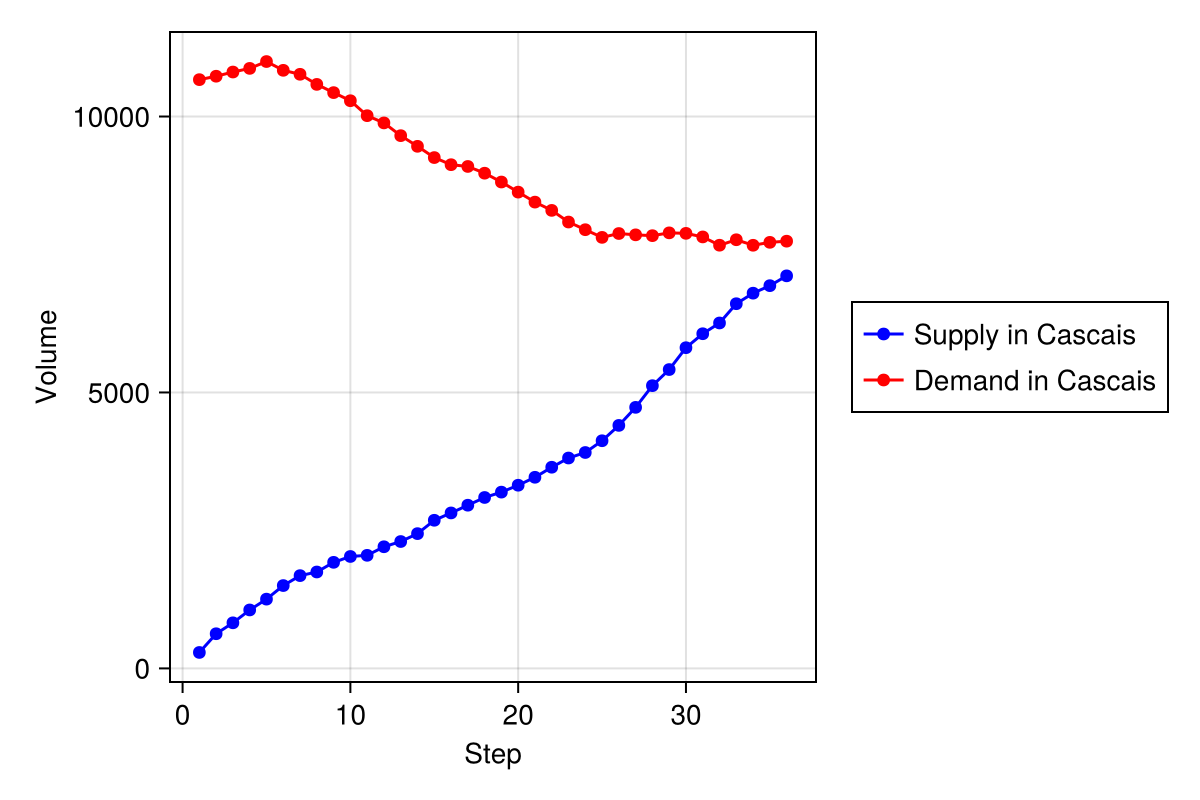 Volume
10000
5000
0
0 10 20 30
Step
Supply in Cascais
Demand in Cascais